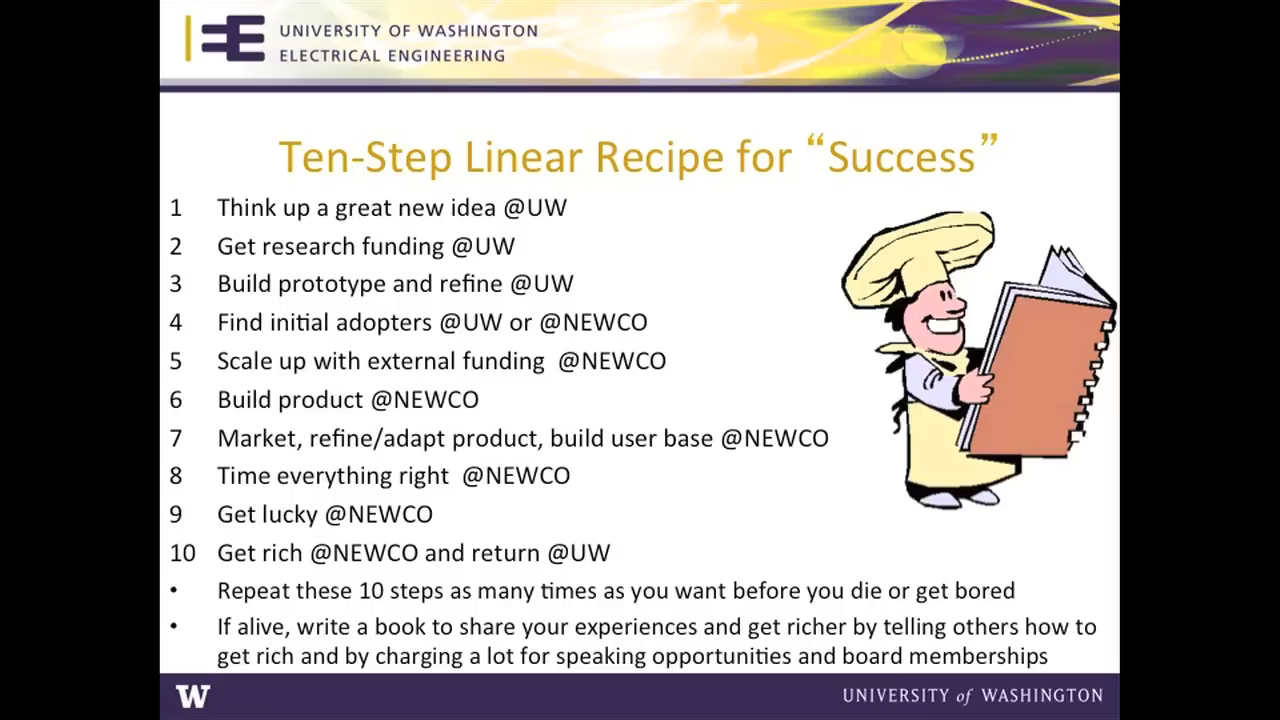 UNIVERSITY OF WASHINGTON
ELECTRICAL ENGINEERING
Ten-Step Linear Recipe for “Success”
1 Think up a great new idea @UW
2 Get research funding @UW
3 Build prototype and refine @UW
4 Find initial adopters @UW or @NEWCO
5 Scale up with external funding @NEWCO
6 Build product @NEWCO
7 Market, refine/adapt product, build user base @NEWCO
8 Time everything right @NEWCO
9 Get lucky @NEWCO
10 Get rich @NEWCO and return @UW
• Repeat these 10 steps as many times as you want before you die or get bored
• If alive, write a book to share your experiences and get richer by telling others how to
get rich and by charging a lot for speaking opportunities and board memberships
W
UNIVERSITY of WASHINGTON